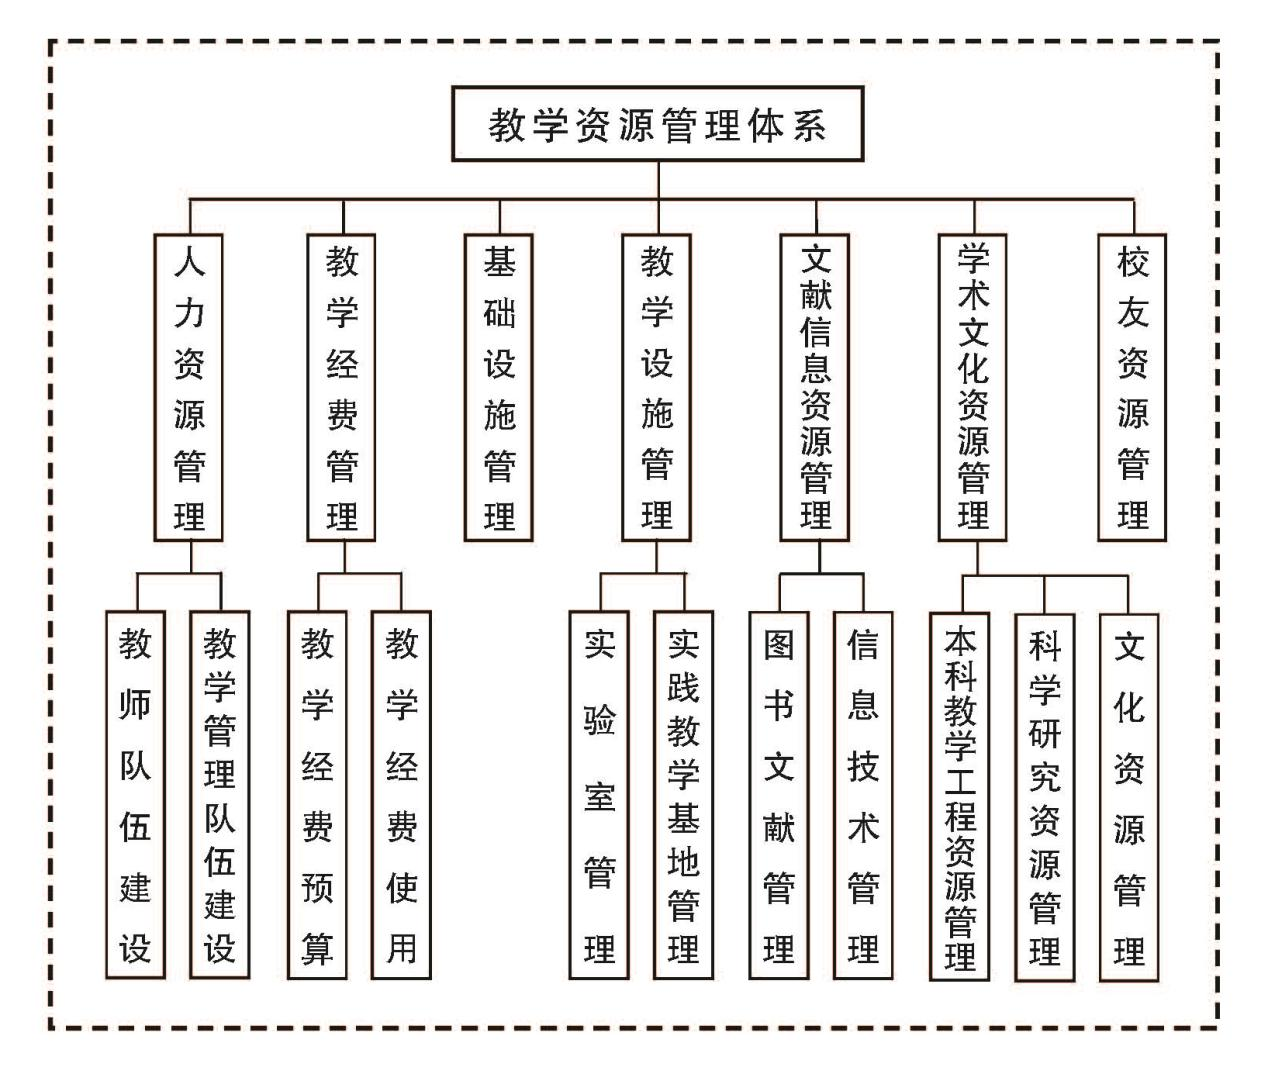 教学资源管理体系
人力资源管理
教学经费管理
基础设施管理
教学设施管理
文献信息资源管理
学术文化资源管理
校友资源管理
教师队伍建设
教学管理队伍建设
教学经费预算
教学经费使用
实验室管理
实践教学基地管理
图书文献管理
信息技术管理
本科教学工程资源管理
科学研究资源管理
文化资源管理